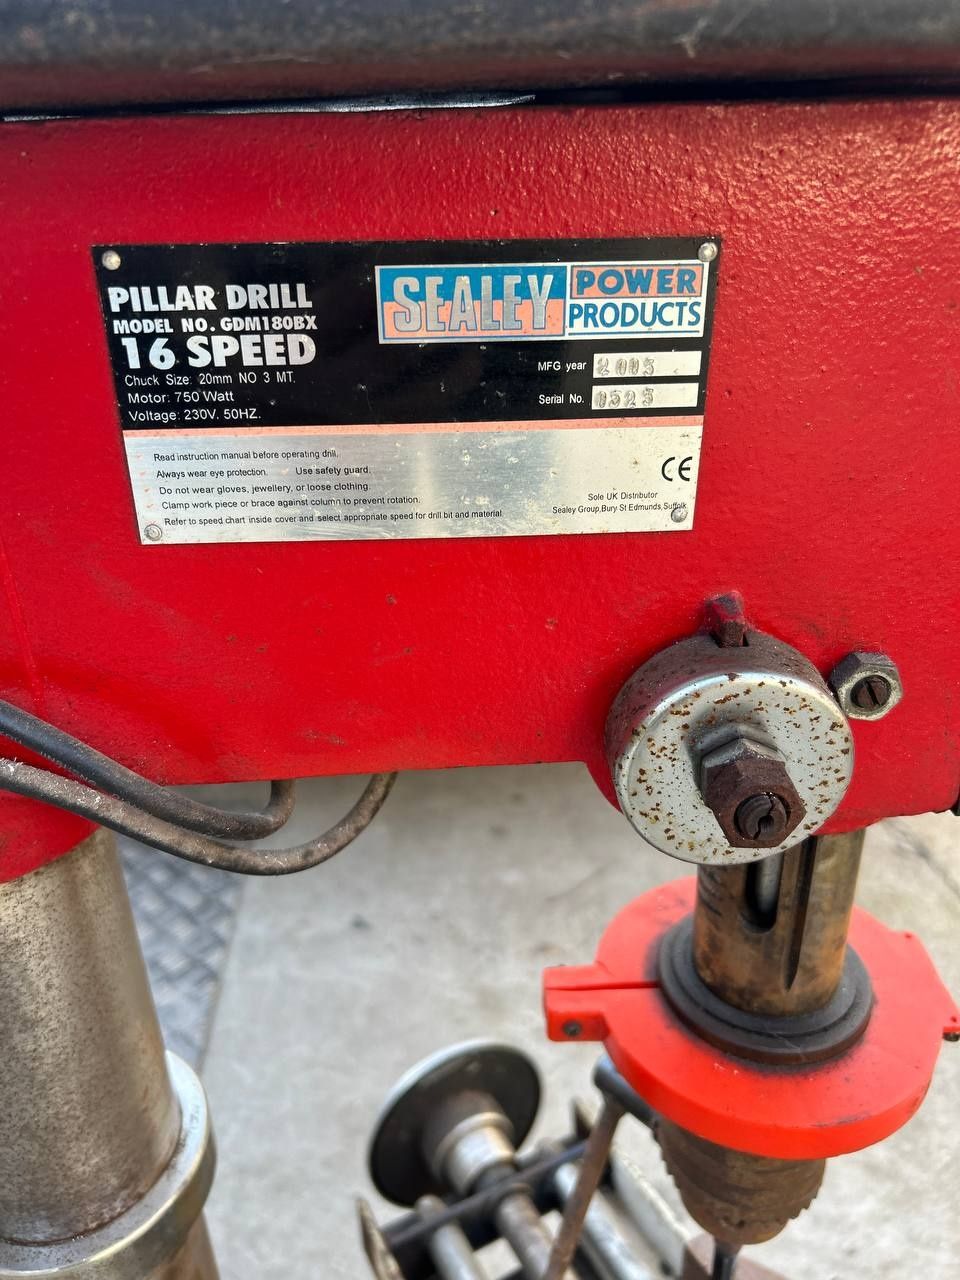 PILLAR DRILL
MODEL NO. GDM180BX
16 SPEED
Chuck Size: 20mm NO 3 MT.
Motor: 750 Watt
Voltage: 230V. 50HZ.
SEALEY POWER PRODUCTS
MFG year 2005
Serial No. 0525
Read instruction manual before operating drill.
Always wear eye protection. Use safety guard.
Do not wear gloves, jewellery, or loose clothing.
Clamp work piece or brace against column to prevent rotation.
Refer to speed chart inside cover and select appropriate speed for drill bit and material.
CE
Sole UK Distributor
Sealey Group,Bury St Edmunds,Suffolk.